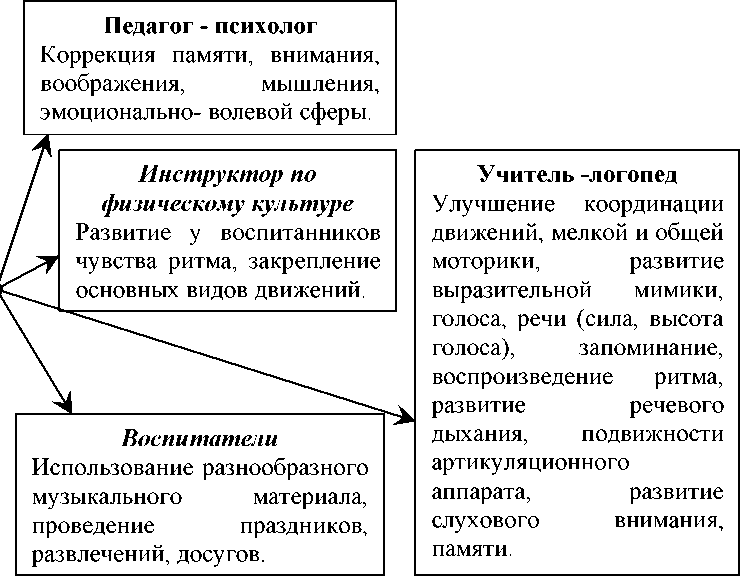 Педагог - психолог
Коррекция памяти, внимания,
воображения, мышления,
эмоционально- волевой сферы.
Инструктор по
физическому культуре
Развитие у воспитанников
чувства ритма, закрепление
основных видов движений.
Учитель -логопед
Улучшение координации
движений, мелкой и общей
моторики, развитие
выразительной мимики,
голоса, речи (сила, высота
голоса), запоминание,
воспроизведение ритма,
развитие речевого
дыхания, подвижности
артикуляционного
аппарата, развитие
слухового внимания,
памяти.
Воспитатели
Использование разнообразного
музыкального материала,
проведение праздников,
развлечений, досугов.